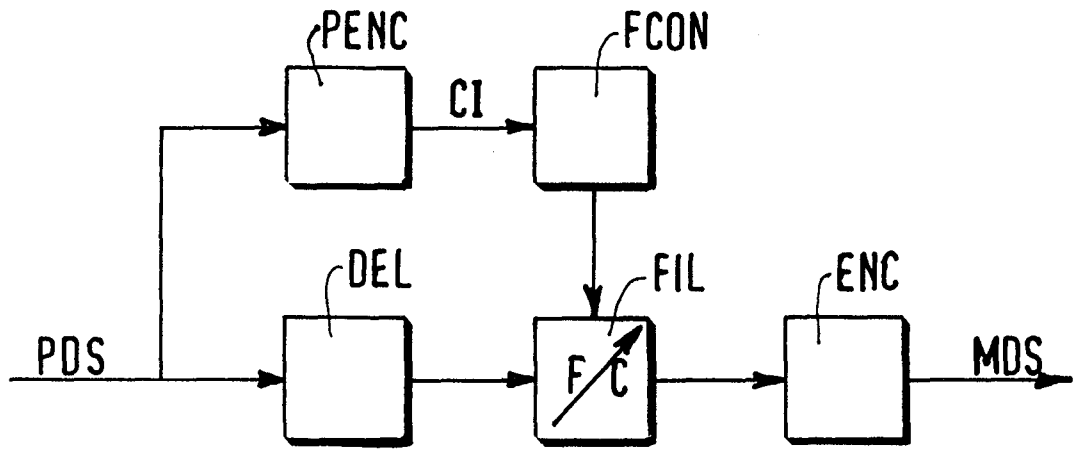 PENC
FCON
CI
DEL
FIL
ENC
PDS
F C
MDS